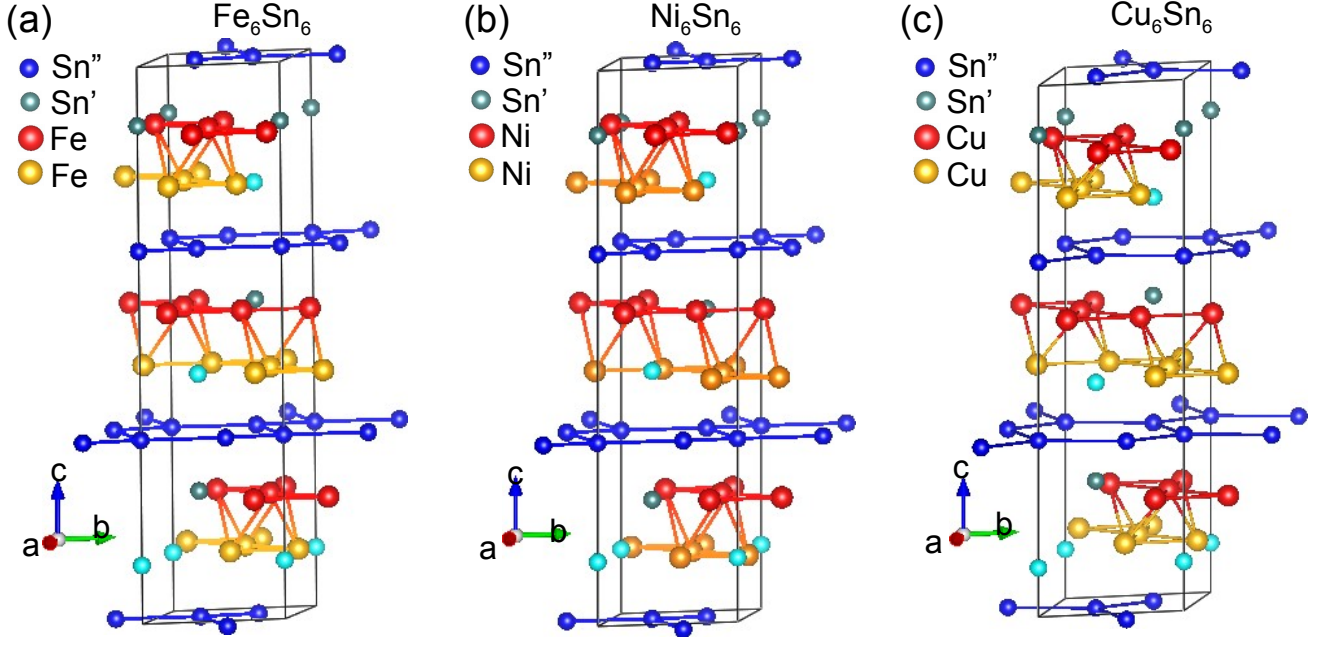 (a) Fe₆Sn₆
Sn”
Sn’
Fe
Fe
c
b
a
(b) Ni₆Sn₆
Sn”
Sn’
Ni
Ni
c
b
a
(c) Cu₆Sn₆
Sn”
Sn’
Cu
Cu
c
b
a